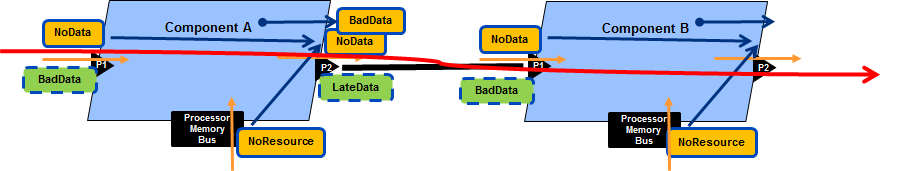 BadData
NoData
Component A
NoData
P1
BadData
P2
LateData
Processor
Memory
Bus
NoResource
NoData
Component B
P1
BadData
P2
Processor
Memory
Bus
NoResource